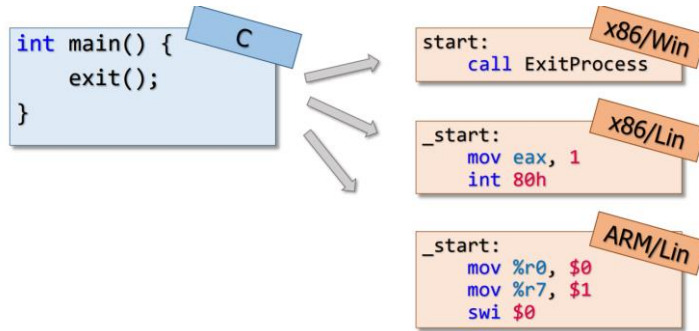 C
int main() {
    exit();
}
x86/Win
start:
    call ExitProcess
x86/Lin
_start:
    mov eax, 1
    int 80h
ARM/Lin
_start:
    mov %r0, $0
    mov %r7, $1
    swi $0